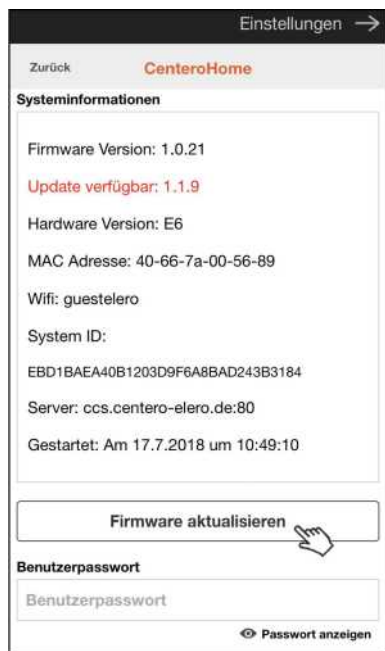 Einstellungen →
Zurück CenteroHome
Systeminformationen
Firmware Version: 1.0.21
Update verfügbar: 1.1.9
Hardware Version: E6
MAC Adresse: 40-66-7a-00-56-89
Wifi: guestelero
System ID:
EBD1BAEA40B1203D9F6A8BAD243B3184
Server: ccs.centero-elero.de:80
Gestartet: Am 17.7.2018 um 10:49:10
Firmware aktualisieren
Benutzerpasswort
Benutzerpasswort
Passwort anzeigen